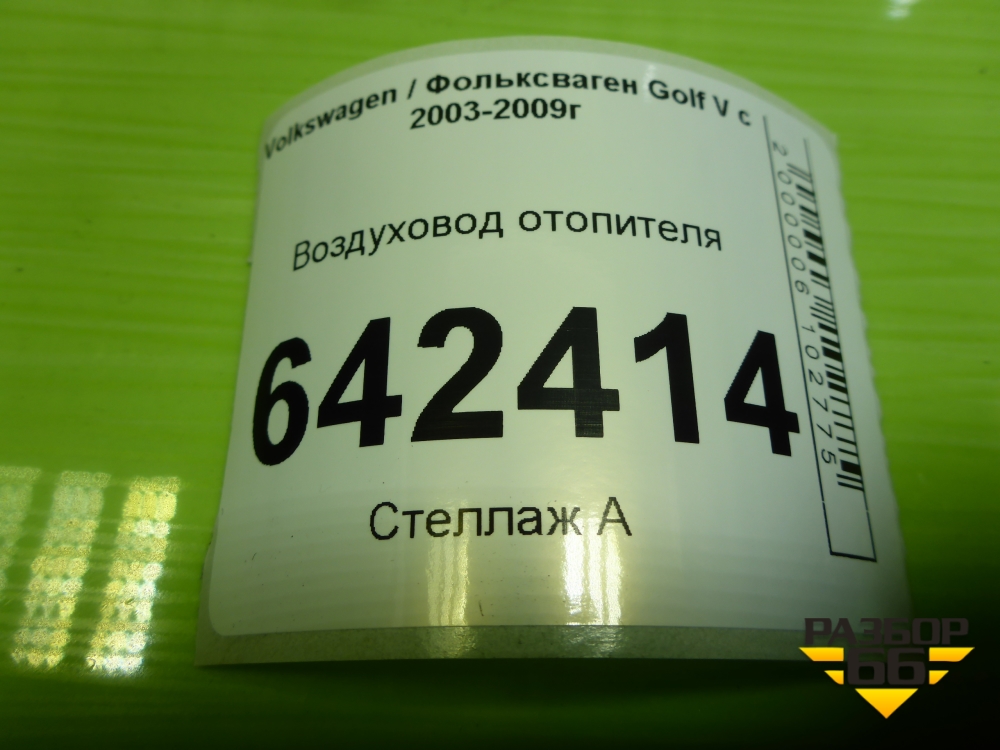 Volkswagen / Фольксваген Golf V с
2003-2009г
Воздуховод отопителя
642414
Стеллаж А
2000006102775
РАЗБОР
66